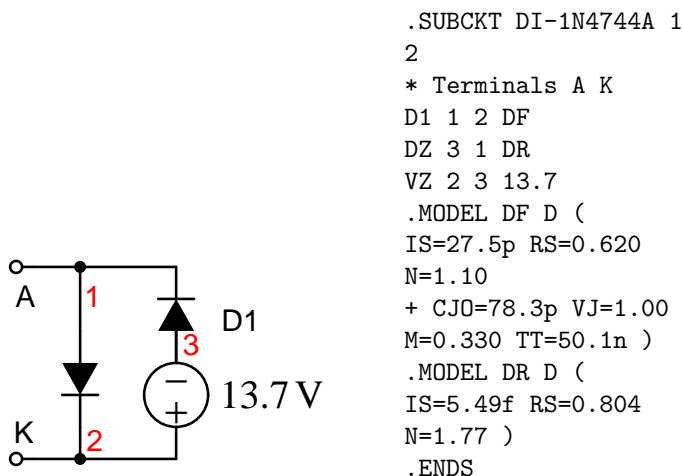 .SUBCKT DI-1N4744A 1
2
* Terminals A K
D1 1 2 DF
DZ 3 1 DR
VZ 2 3 13.7
.MODEL DF D (
IS=27.5p RS=0.620
N=1.10
+ CJO=78.3p VJ=1.00
M=0.330 TT=50.1n )
.MODEL DR D (
IS=5.49f RS=0.804
N=1.77 )
.ENDS
A
1
D1
3
13.7 V
K
2